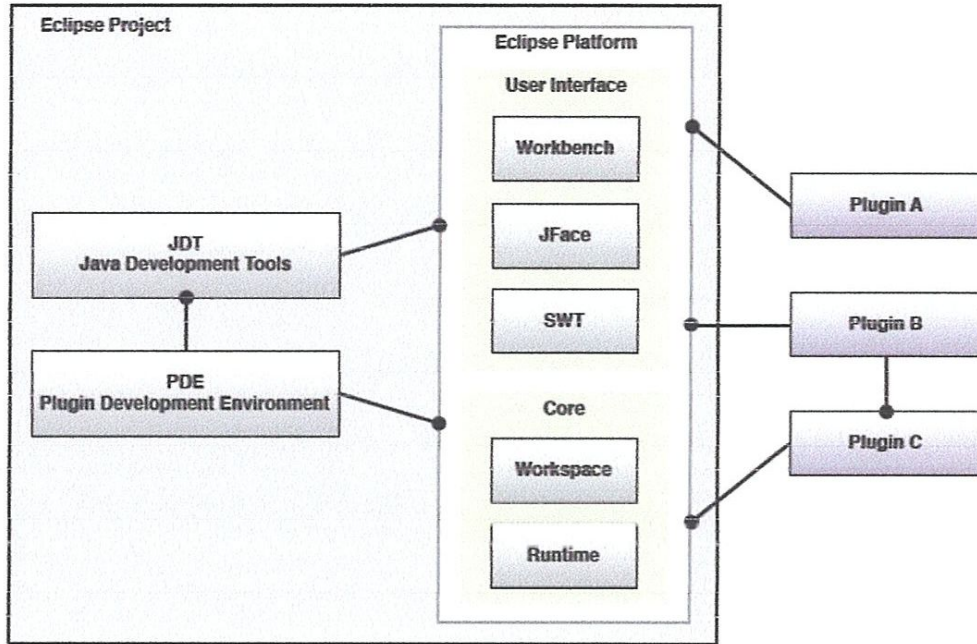 Eclipse Project
Eclipse Platform
User Interface
Workbench
JFace
SWT
Core
Workspace
Runtime
JDT
Java Development Tools
PDE
Plugin Development Environment
Plugin A
Plugin B
Plugin C